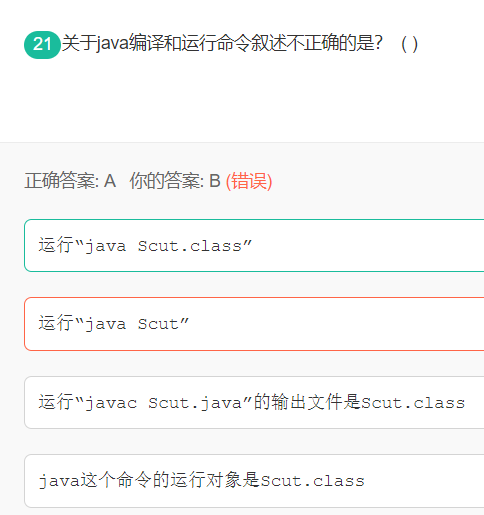 21 关于java编译和运行命令叙述不正确的是？ ( )
正确答案: A 你的答案: B (错误)
运行“java Scut.class”
运行“java Scut”
运行“javac Scut.java”的输出文件是Scut.class
java这个命令的运行对象是Scut.class